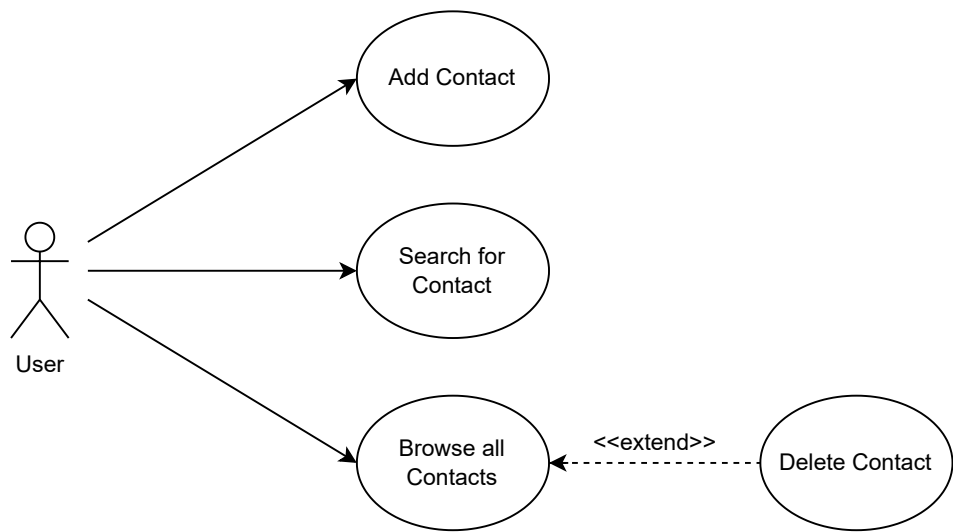 Add Contact
Search for
Contact
User
Browse all
Contacts
<<extend>>
Delete Contact